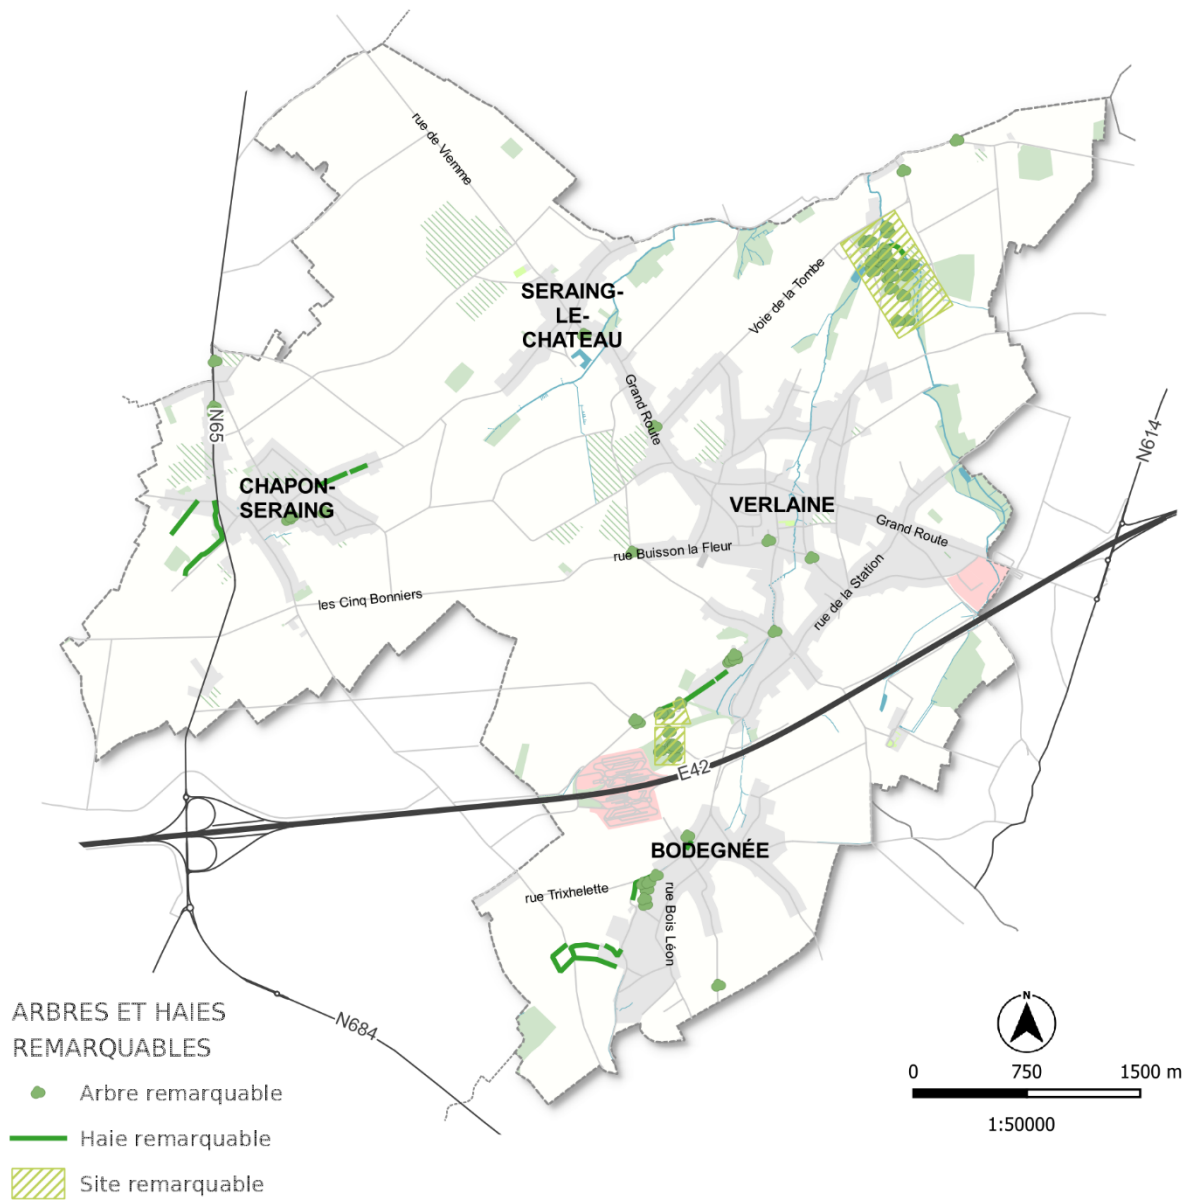 rue de Viemme
SERAING-
LE-
CHATEAU
Voie de la Tombe
Grand Route
N65
N614
CHAPON-
SERAING
VERLAINE
Grand Route
rue Buisson la Fleur
rue de la Station
les Cinq Bonniers
E42
BODEGNÉE
rue Trixhelette
rue Bois Léon
N684
ARBRES ET HAIES
REMARQUABLES
Arbre remarquable
Haie remarquable
Site remarquable
N
0 750 1500 m
1:50000